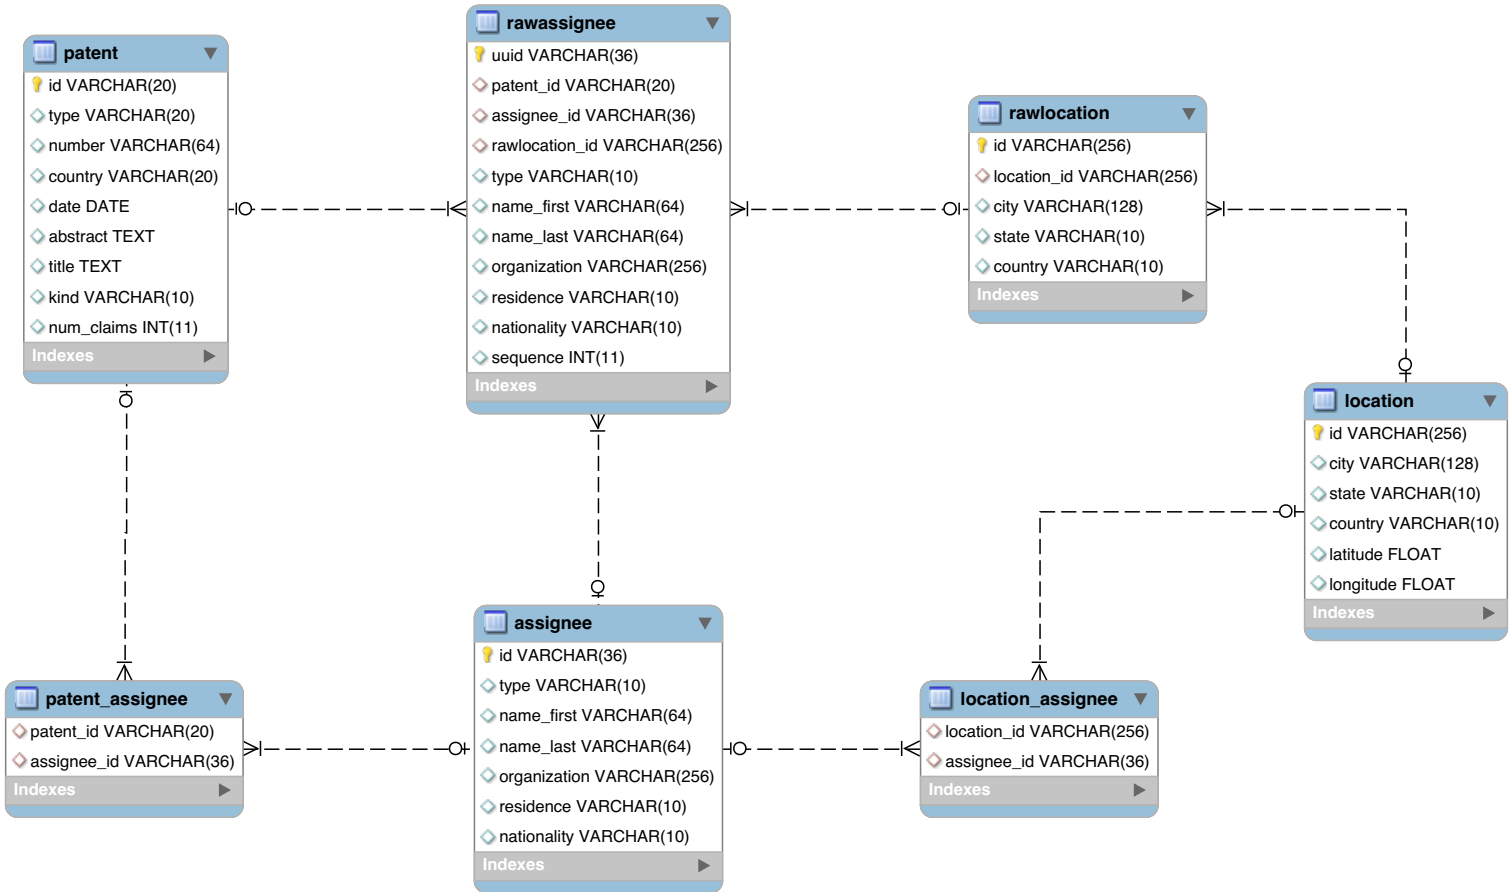 patent
id VARCHAR(20)
type VARCHAR(20)
number VARCHAR(64)
country VARCHAR(20)
date DATE
abstract TEXT
title TEXT
kind VARCHAR(10)
num_claims INT(11)
Indexes
rawassignee
uuid VARCHAR(36)
patent_id VARCHAR(20)
assignee_id VARCHAR(36)
rawlocation_id VARCHAR(256)
type VARCHAR(10)
name_first VARCHAR(64)
name_last VARCHAR(64)
organization VARCHAR(256)
residence VARCHAR(10)
nationality VARCHAR(10)
sequence INT(11)
Indexes
rawlocation
id VARCHAR(256)
location_id VARCHAR(256)
city VARCHAR(128)
state VARCHAR(10)
country VARCHAR(10)
Indexes
location
id VARCHAR(256)
city VARCHAR(128)
state VARCHAR(10)
country VARCHAR(10)
latitude FLOAT
longitude FLOAT
Indexes
patent_assignee
patent_id VARCHAR(20)
assignee_id VARCHAR(36)
Indexes
assignee
id VARCHAR(36)
type VARCHAR(10)
name_first VARCHAR(64)
name_last VARCHAR(64)
organization VARCHAR(256)
residence VARCHAR(10)
nationality VARCHAR(10)
Indexes
location_assignee
location_id VARCHAR(256)
assignee_id VARCHAR(36)
Indexes